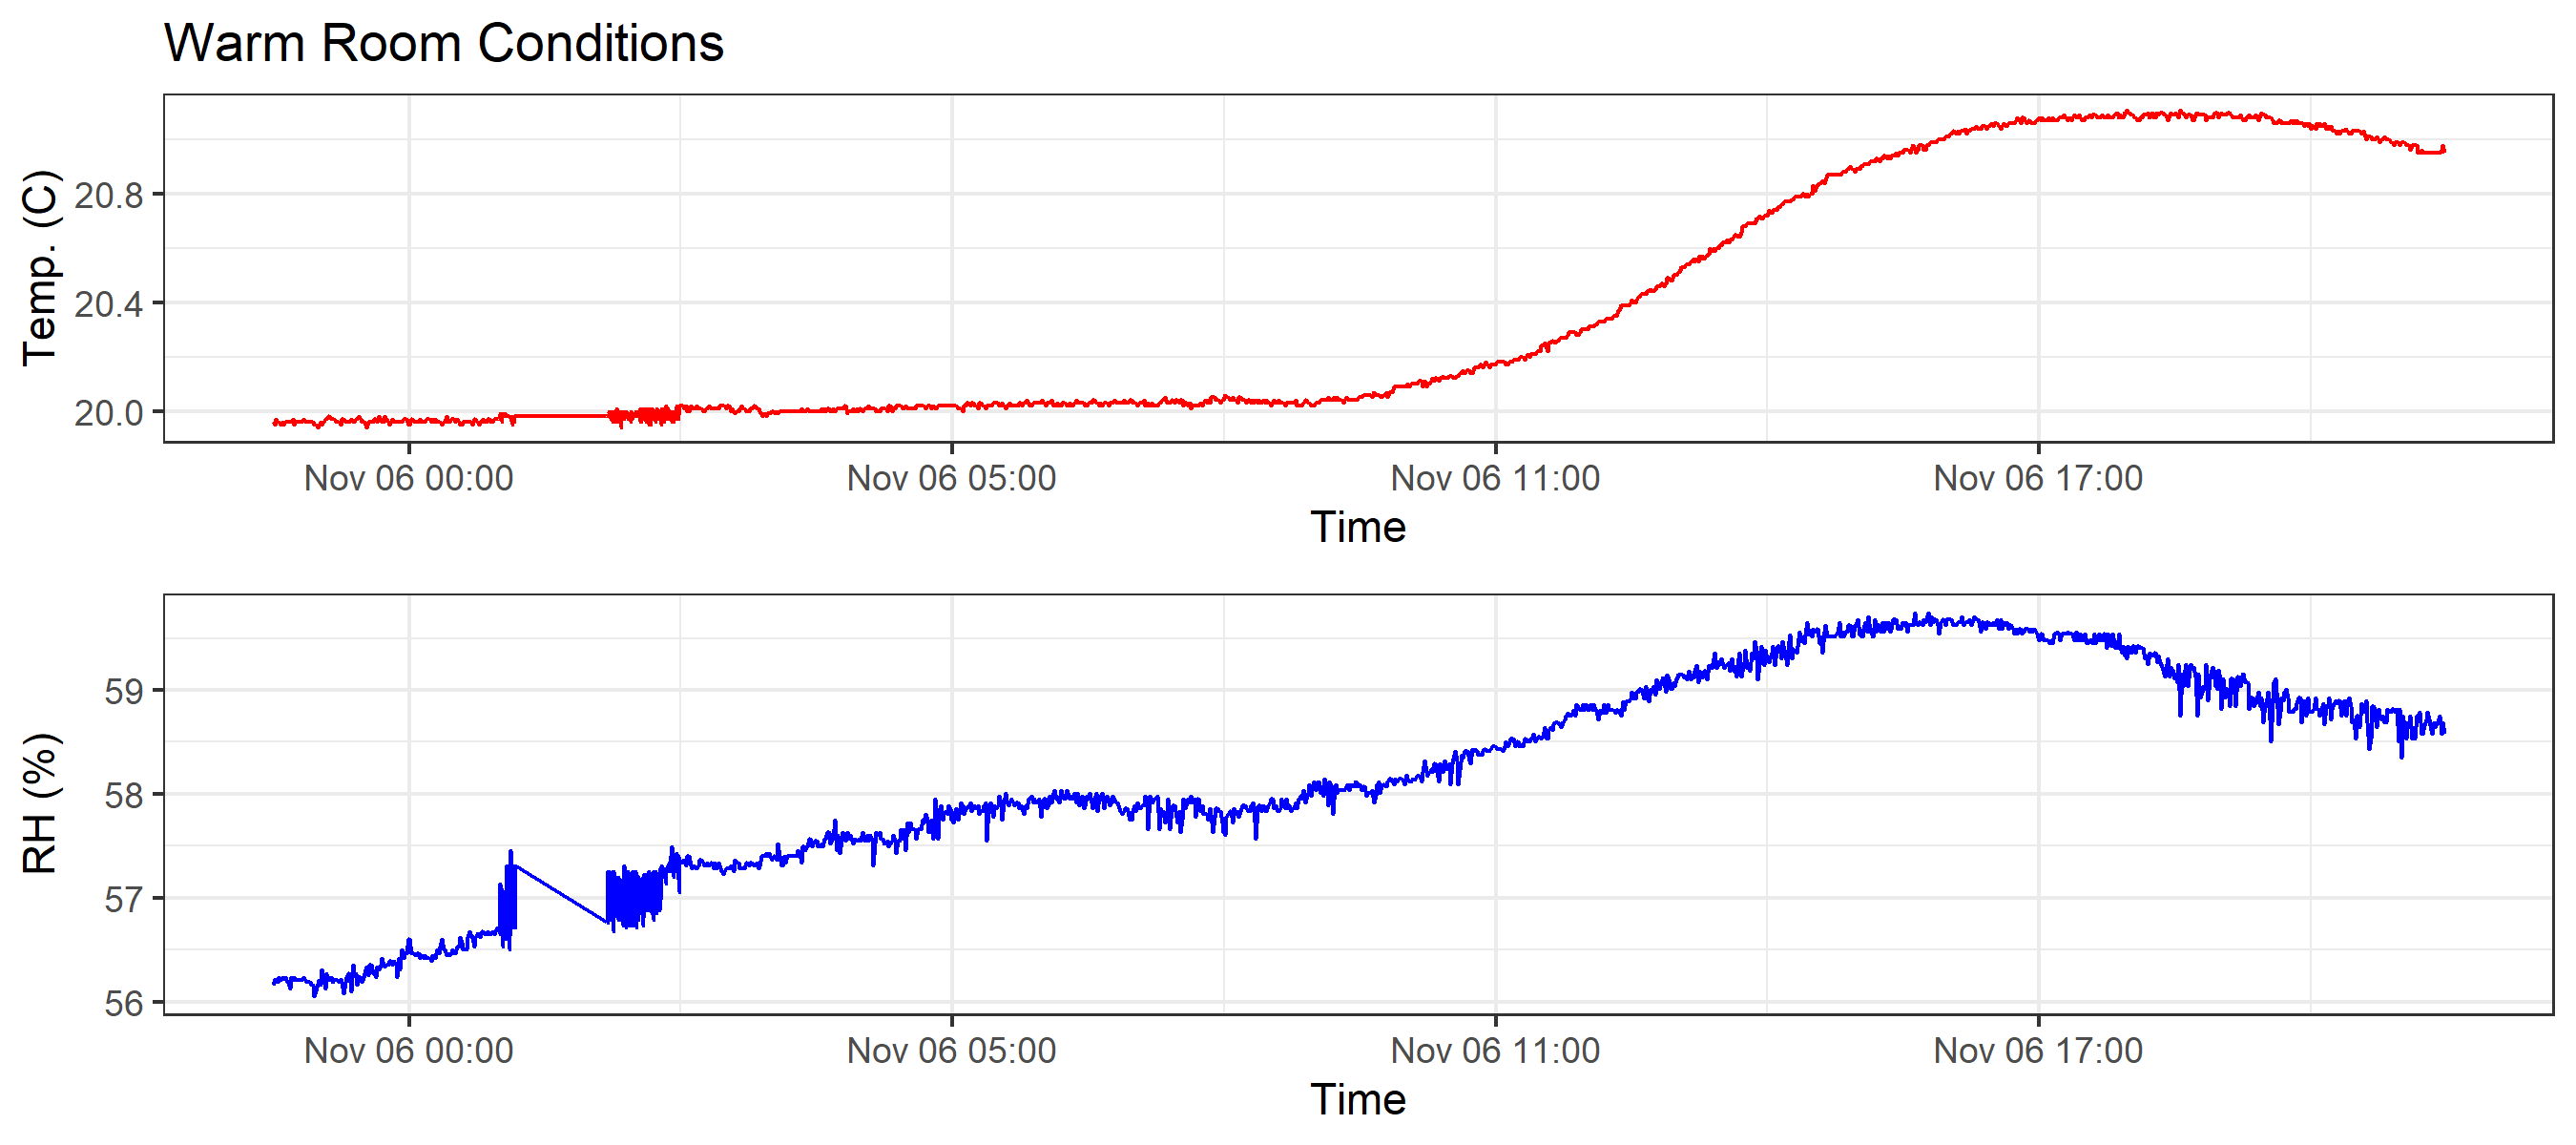 Warm Room Conditions
Temp. (C)
20.8
20.4
20.0
Nov 06 00:00 Nov 06 05:00 Nov 06 11:00 Nov 06 17:00
Time
RH (%)
59
58
57
56
Nov 06 00:00 Nov 06 05:00 Nov 06 11:00 Nov 06 17:00
Time